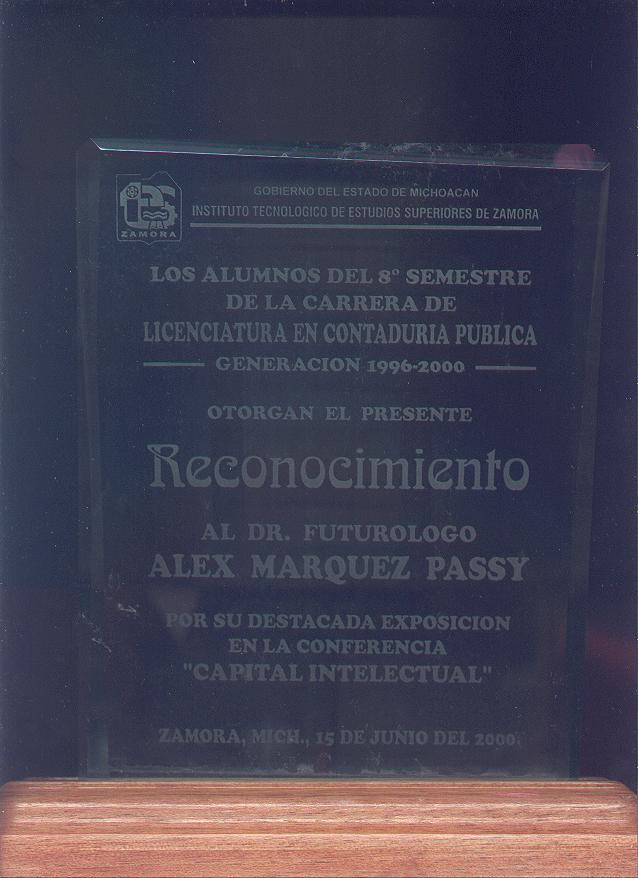 GOBIERNO DEL ESTADO DE MICHOACAN
INSTITUTO TECNOLOGICO DE ESTUDIOS SUPERIORES DE ZAMORA
ZAMORA
LOS ALUMNOS DEL 8º SEMESTRE
DE LA CARRERA DE
LICENCIATURA EN CONTADURIA PUBLICA
GENERACION 1996-2000
OTORGAN EL PRESENTE
Reconocimiento
AL DR. FUTUROLOGO
ALEX MARQUEZ PASSY
POR SU DESTACADA EXPOSICION
EN LA CONFERENCIA
"CAPITAL INTELECTUAL"
ZAMORA, MICH., 15 DE JUNIO DEL 2000.